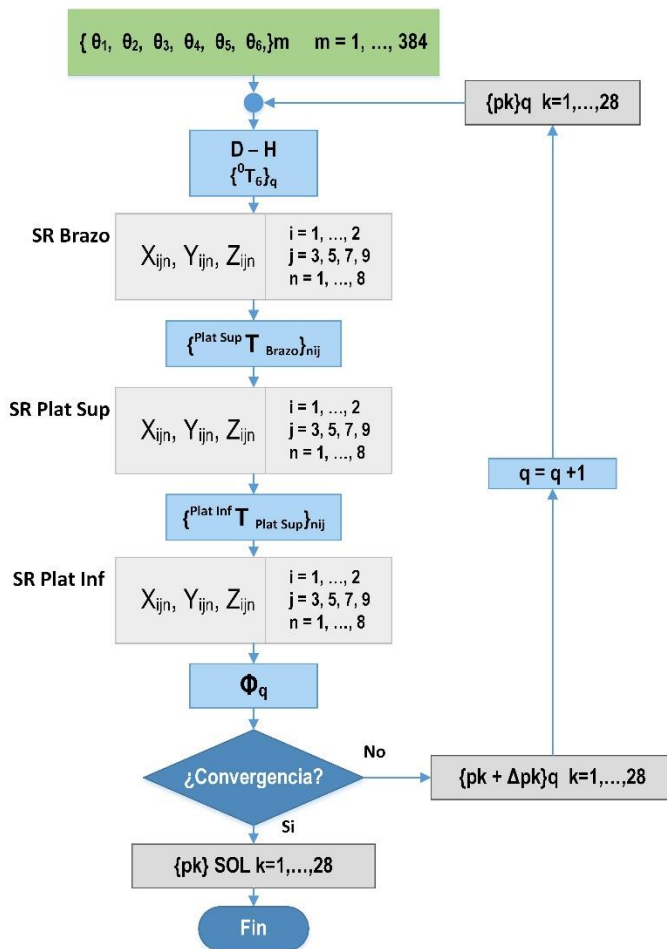 { θ₁, θ₂, θ₃, θ₄, θ₅, θ₆,}m m = 1, …, 384
{pk}q k=1,…,28
D – H
{⁰T₆}q
SR Brazo
Xijn, Yijn, Zijn
i = 1, …, 2
j = 3, 5, 7, 9
n = 1, …, 8
{Plat Sup T Brazo}nij
SR Plat Sup
Xijn, Yijn, Zijn
i = 1, …, 2
j = 3, 5, 7, 9
n = 1, …, 8
q = q +1
{Plat Inf T Plat Sup}nij
SR Plat Inf
Xijn, Yijn, Zijn
i = 1, …, 2
j = 3, 5, 7, 9
n = 1, …, 8
Φq
¿Convergencia?
No
{pk + Δpk}q k=1,…,28
Si
{pk} SOL k=1,…,28
Fin